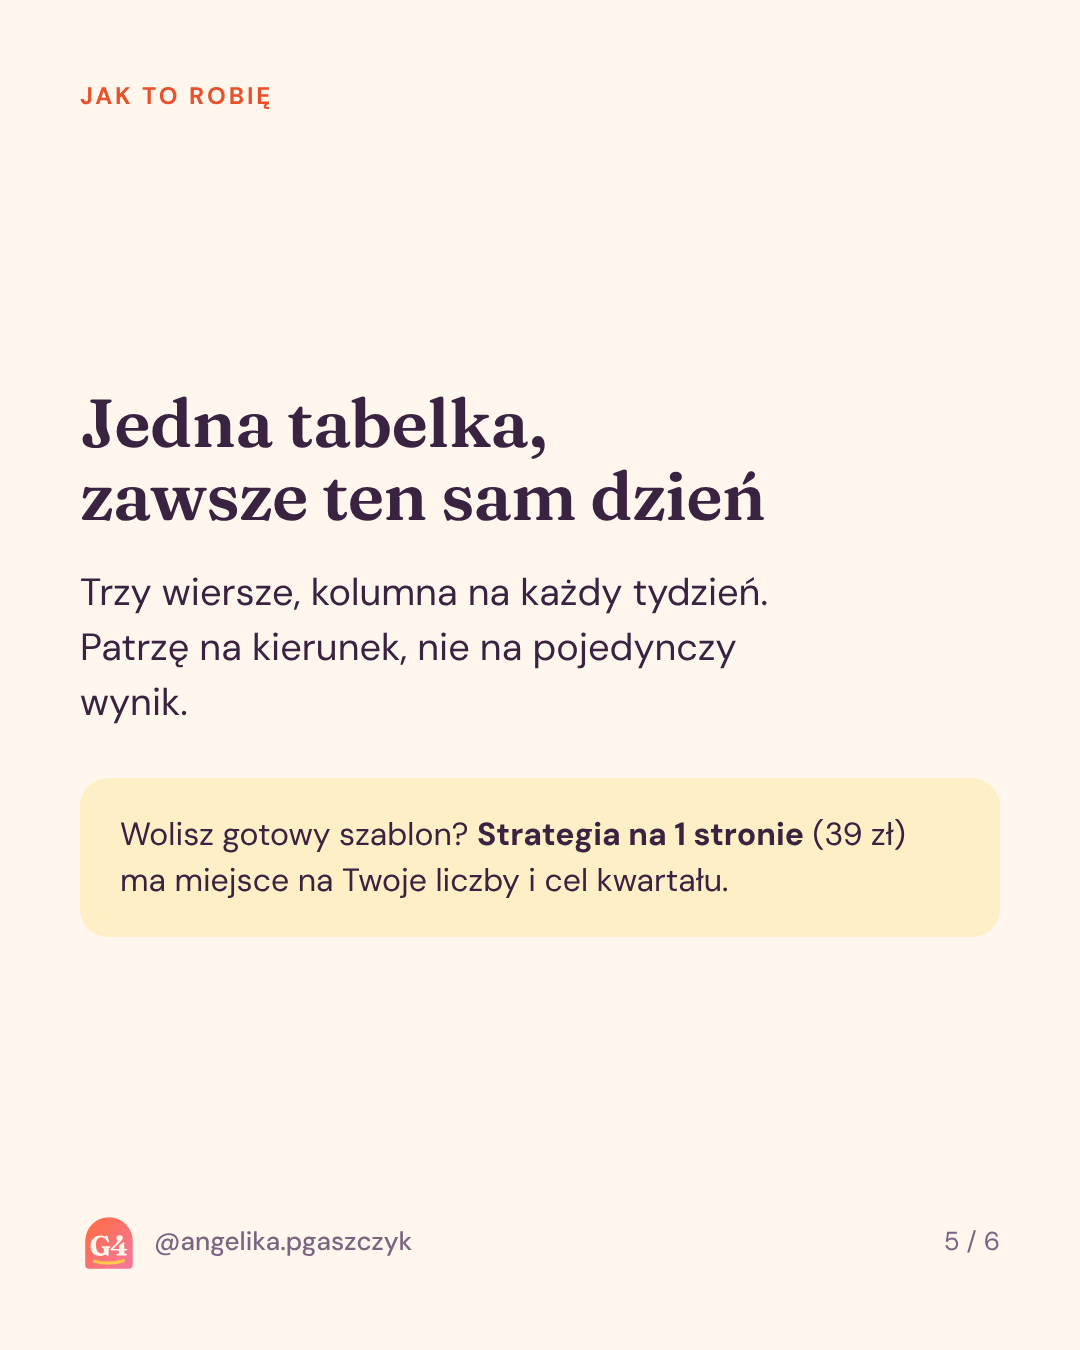 JAK TO ROBIĘ
Jedna tabelka,
zawsze ten sam dzień
Trzy wiersze, kolumna na każdy tydzień.
Patrzę na kierunek, nie na pojedynczy
wynik.
Wolisz gotowy szablon? Strategia na 1 stronie (39 zł)
ma miejsce na Twoje liczby i cel kwartału.
G4
@angelika.pgaszczyk
5 / 6